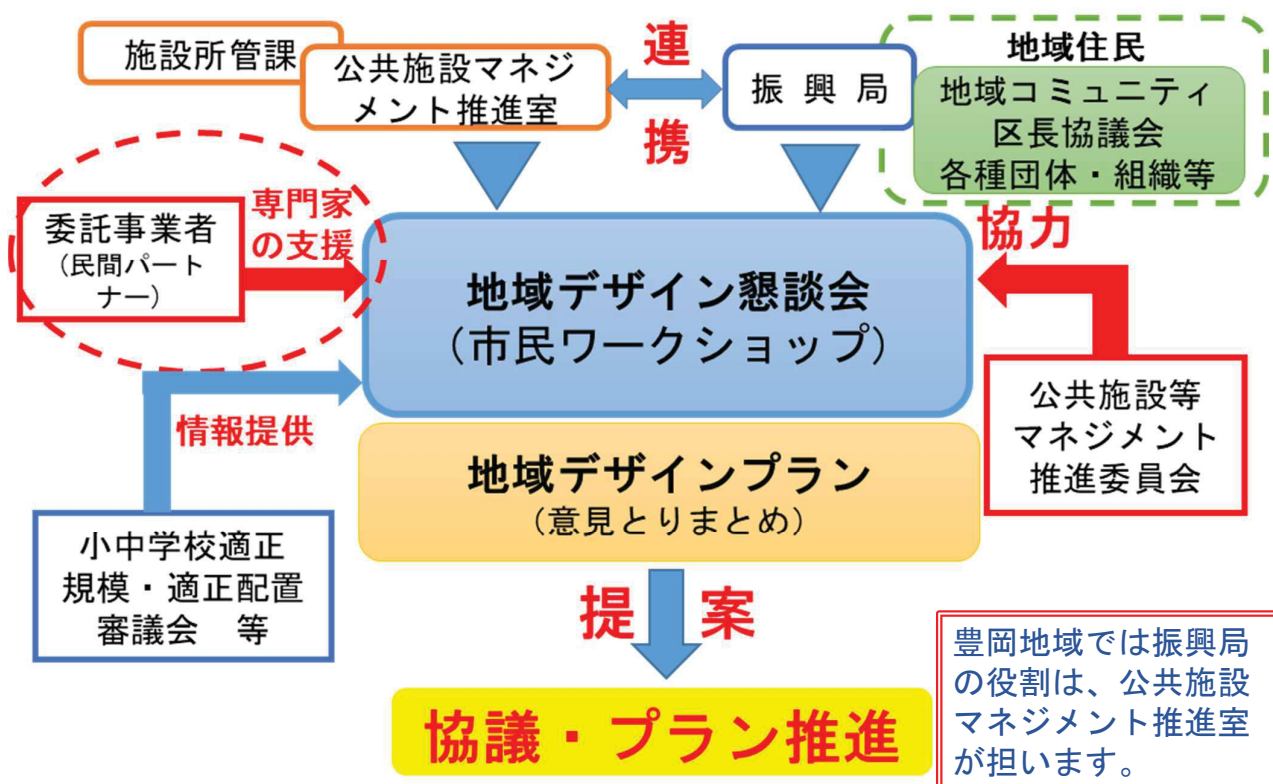 施設所管課
公共施設マネジ
メント推進室
連
携
振 興 局
地域住民
地域コミュニティ
区長協議会
各種団体・組織等
委託事業者
(民間パート
ナー)
専門家
の支援
協力
地域デザイン懇談会
(市民ワークショップ)
情報提供
地域デザインプラン
(意見とりまとめ)
公共施設等
マネジメント
推進委員会
小中学校適正
規模・適正配置
審議会 等
提 案
協議・プラン推進
豊岡地域では振興局
の役割は、公共施設
マネジメント推進室
が担います。